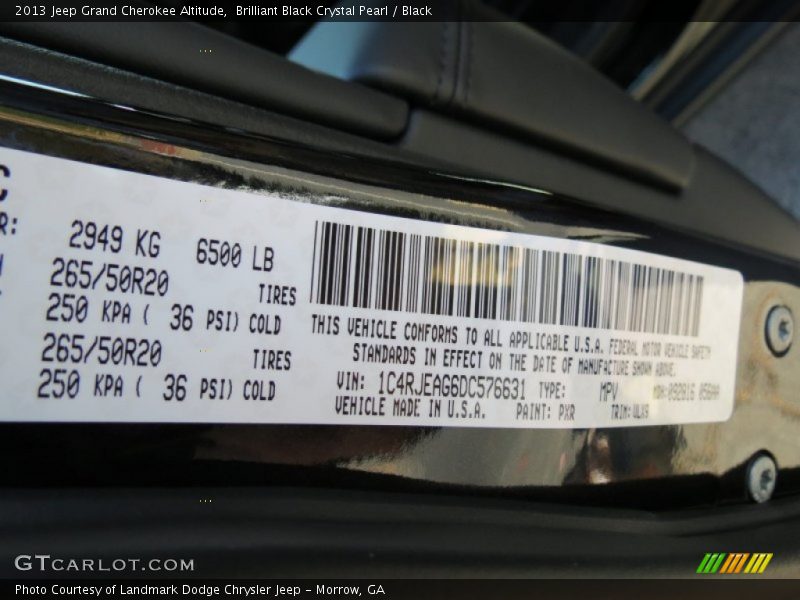 2013 Jeep Grand Cherokee Altitude,  Brilliant Black Crystal Pearl / Black
C
R:
2949 KG 6500 LB
265/50R20 TIRES
250 KPA ( 36 PSI) COLD
265/50R20 TIRES
250 KPA ( 36 PSI) COLD
THIS VEHICLE CONFORMS TO ALL APPLICABLE U.S.A. FEDERAL MOTOR VEHICLE SAFETY
STANDARDS IN EFFECT ON THE DATE OF MANUFACTURE SHOWN ABOVE.
VIN: 1C4RJEAG6DC576631 TYPE: MPV MDH:
VEHICLE MADE IN U.S.A. PAINT: PXR TRIM:
GTcarlot.com
Photo Courtesy of Landmark Dodge Chrysler Jeep – Morrow, GA